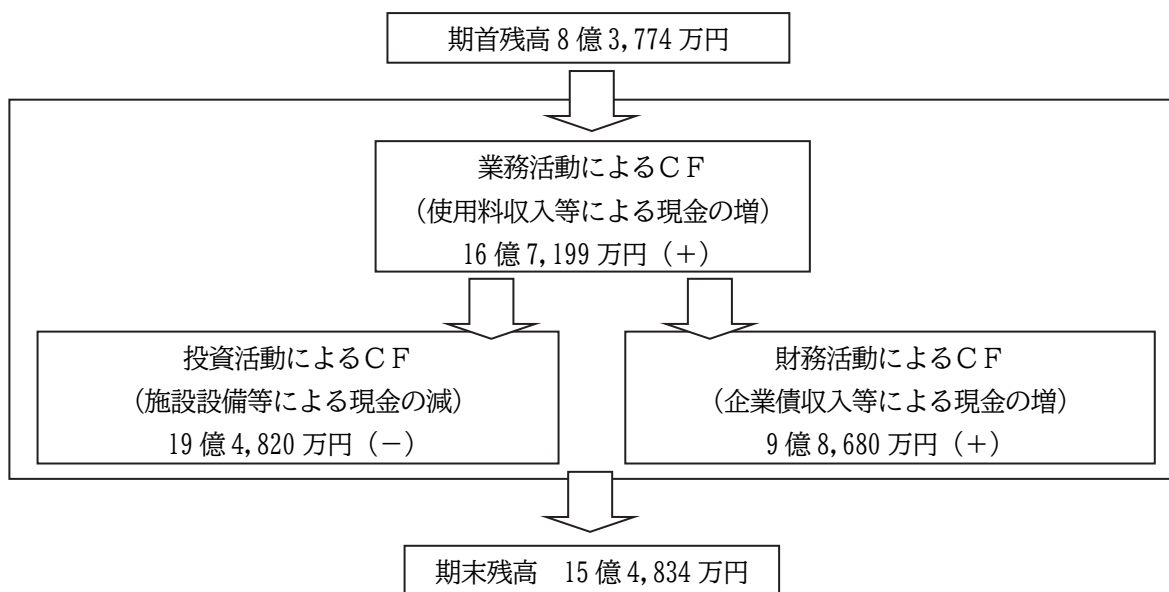 期首残高 8 億 3,774 万円
業務活動によるCF
(使用料収入等による現金の増)
16 億 7,199 万円(+)
投資活動によるCF
(施設設備等による現金の減)
19 億 4,820 万円(-)
財務活動によるCF
(企業債収入等による現金の増)
9 億 8,680 万円(+)
期末残高 15 億 4,834 万円